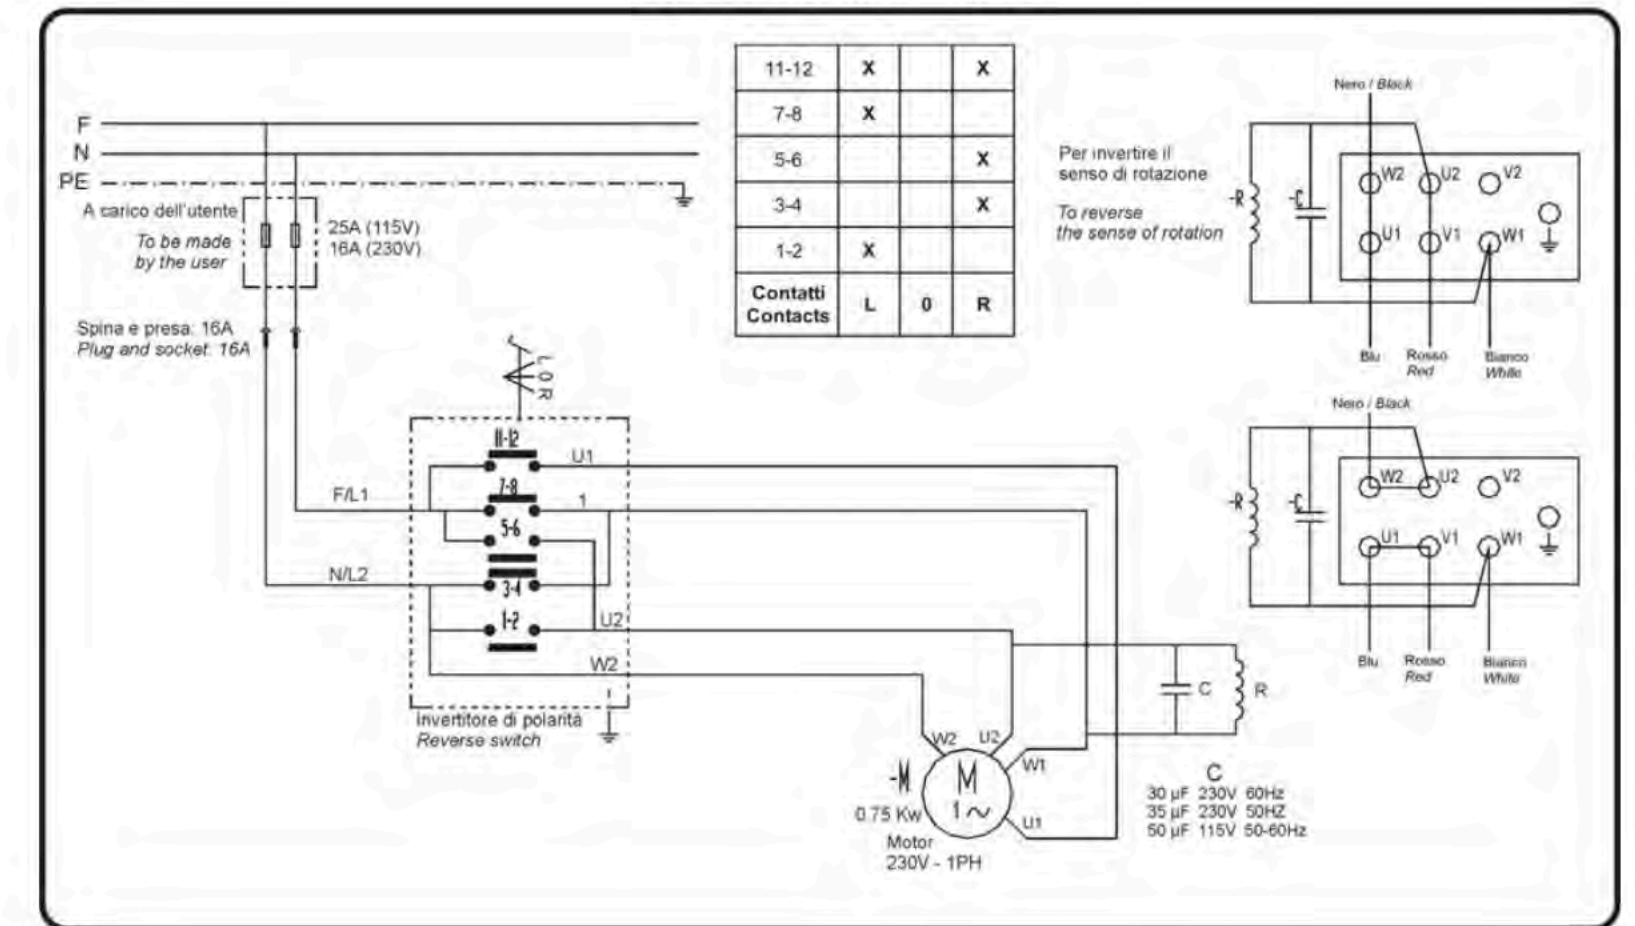 F
N
PE
A carico dell'utente
To be made
by the user
25A (115V)
16A (230V)
Spina e presa: 16A
Plug and socket: 16A
11-12 X X
7-8 X
5-6 X
3-4 X
1-2 X
Contatti
Contacts L 0 R
L 0 R
11-12
U1
7-8
F/L1
1
5-6
N/L2
3-4
1-2
U2
W2
invertitore di polarità
Reverse switch
W2 U2
W1
U1
-M
M
1~
0.75 Kw
Motor
230V - 1PH
C
R
C
30 µF 230V 60Hz
35 µF 230V 50HZ
50 µF 115V 50-60Hz
Per invertire il
senso di rotazione
To reverse
the sense of rotation
Nero / Black
-R
-C
W2 U2 V2
U1 V1 W1
Blu Rosso Bianco
Red White
Nero / Black
-R
-C
W2 U2 V2
U1 V1 W1
Blu Rosso Bianco
Red White